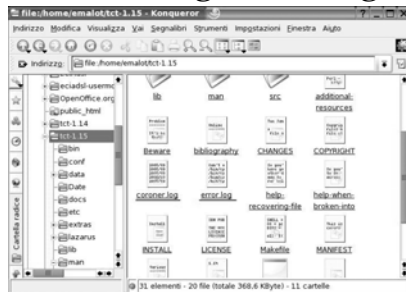 file:/home/emalot/tct-1.15 - Konqueror
Indirizzo Modifica Visualizza Vai Segnalibri Strumenti Impostazioni Finestra Aiuto
Indirizzo: file:/home/emalot/tct-1.15
Cartella radice
eciadsl-usermo
OpenOffice.org
public_html
tct-1.14
tct-1.15
bin
conf
data
Date
docs
etc
extras
lazarus
lib
man
lib man src additional-resources
Beware bibliography CHANGES COPYRIGHT
coroner.log error.log help-recovering-file help-when-broken-into
INSTALL LICENSE Makefile MANIFEST
31 elementi - 20 file (totale 368,6 KByte) - 11 cartelle